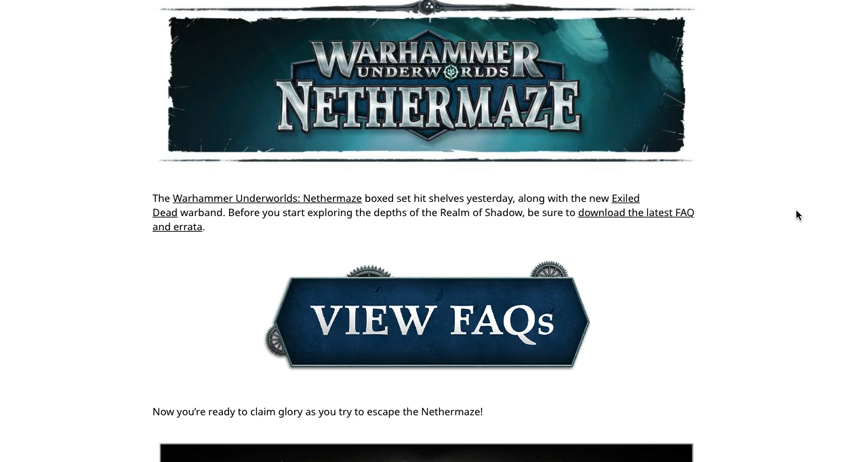 WARHAMMER
UNDERWORLDS
NETHERMAZE
The Warhammer Underworlds: Nethermaze boxed set hit shelves yesterday, along with the new Exiled
Dead warband. Before you start exploring the depths of the Realm of Shadow, be sure to download the latest FAQ
and errata.
VIEW FAQs
Now you’re ready to claim glory as you try to escape the Nethermaze!